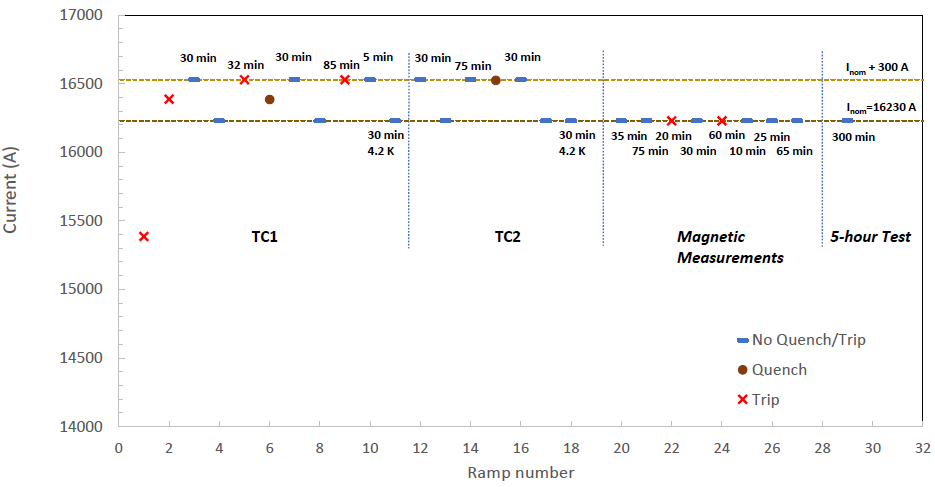 17000
16500
16000
15500
15000
14500
14000
Current (A)
30 min
32 min
30 min
85 min
5 min
30 min
75 min
30 min
Inom + 300 A
Inom=16230 A
30 min
4.2 K
30 min
4.2 K
35 min
75 min
20 min
30 min
60 min
10 min
25 min
65 min
300 min
TC1
TC2
Magnetic
Measurements
5-hour Test
No Quench/Trip
Quench
Trip
0 2 4 6 8 10 12 14 16 18 20 22 24 26 28 30 32
Ramp number